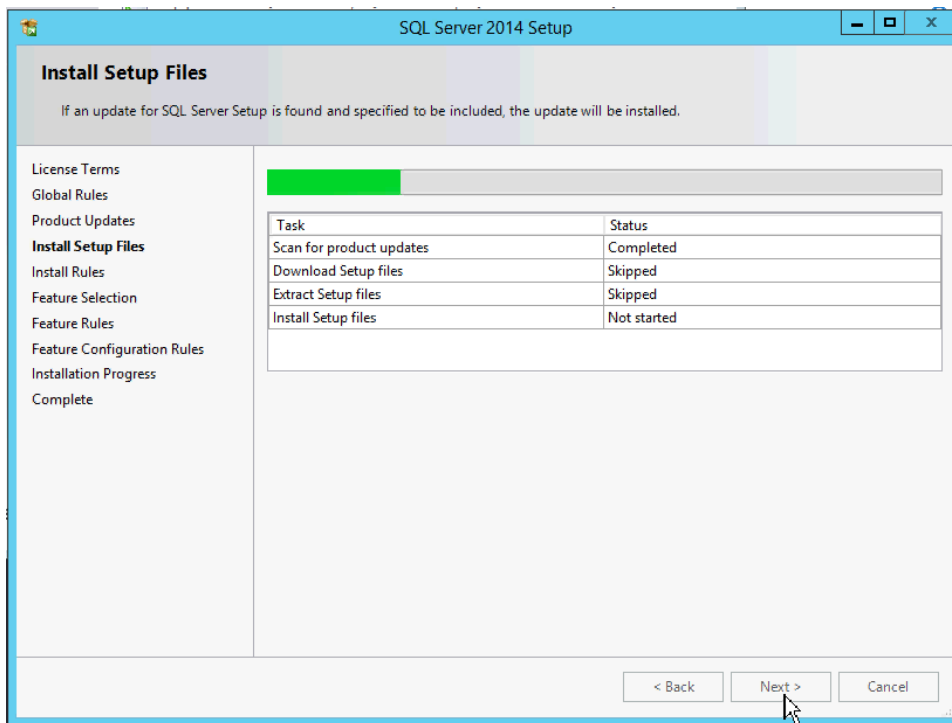 SQL Server 2014 Setup
Install Setup Files
If an update for SQL Server Setup is found and specified to be included, the update will be installed.
License Terms
Global Rules
Product Updates
Install Setup Files
Install Rules
Feature Selection
Feature Rules
Feature Configuration Rules
Installation Progress
Complete
Task Status
Scan for product updates Completed
Download Setup files Skipped
Extract Setup files Skipped
Install Setup files Not started
< Back Next > Cancel